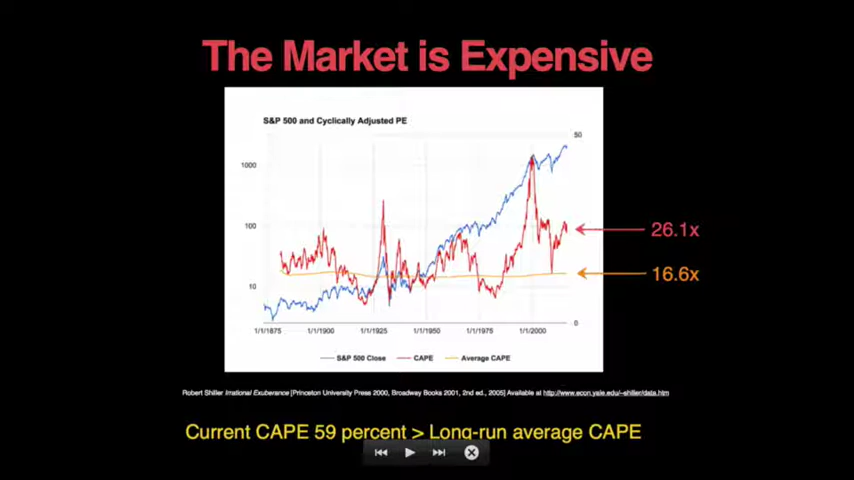 The Market is Expensive
S&P 500 and Cyclically Adjusted PE
50
1000
100
26.1x
16.6x
10
0
1/1/1875 1/1/1900 1/1/1925 1/1/1950 1/1/1975 1/1/2000
S&P 500 Close CAPE Average CAPE
Robert Shiller Irrational Exuberance [Princeton University Press 2000, Broadway Books 2001, 2nd ed., 2005] Available at http://www.econ.yale.edu/~shiller/data.htm
Current CAPE 59 percent > Long-run average CAPE